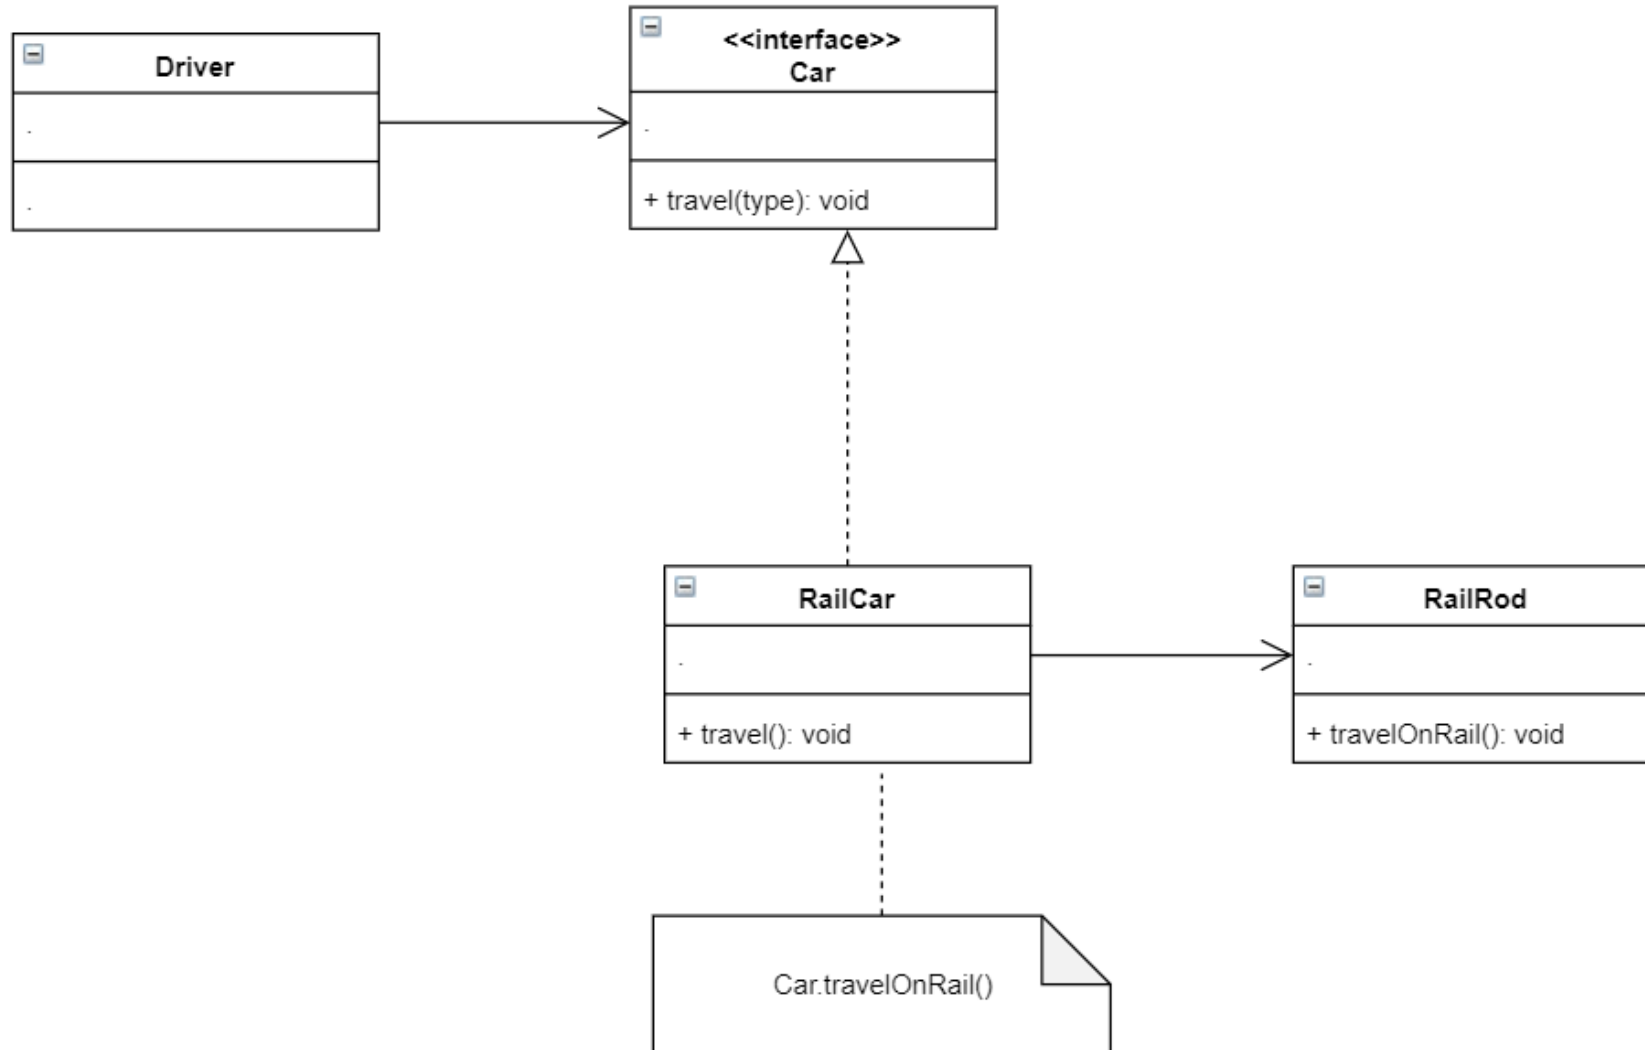 Driver
.
.
<<interface>>
Car
.
+ travel(type): void
RailCar
.
+ travel(): void
RailRod
.
+ travelOnRail(): void
Car.travelOnRail()